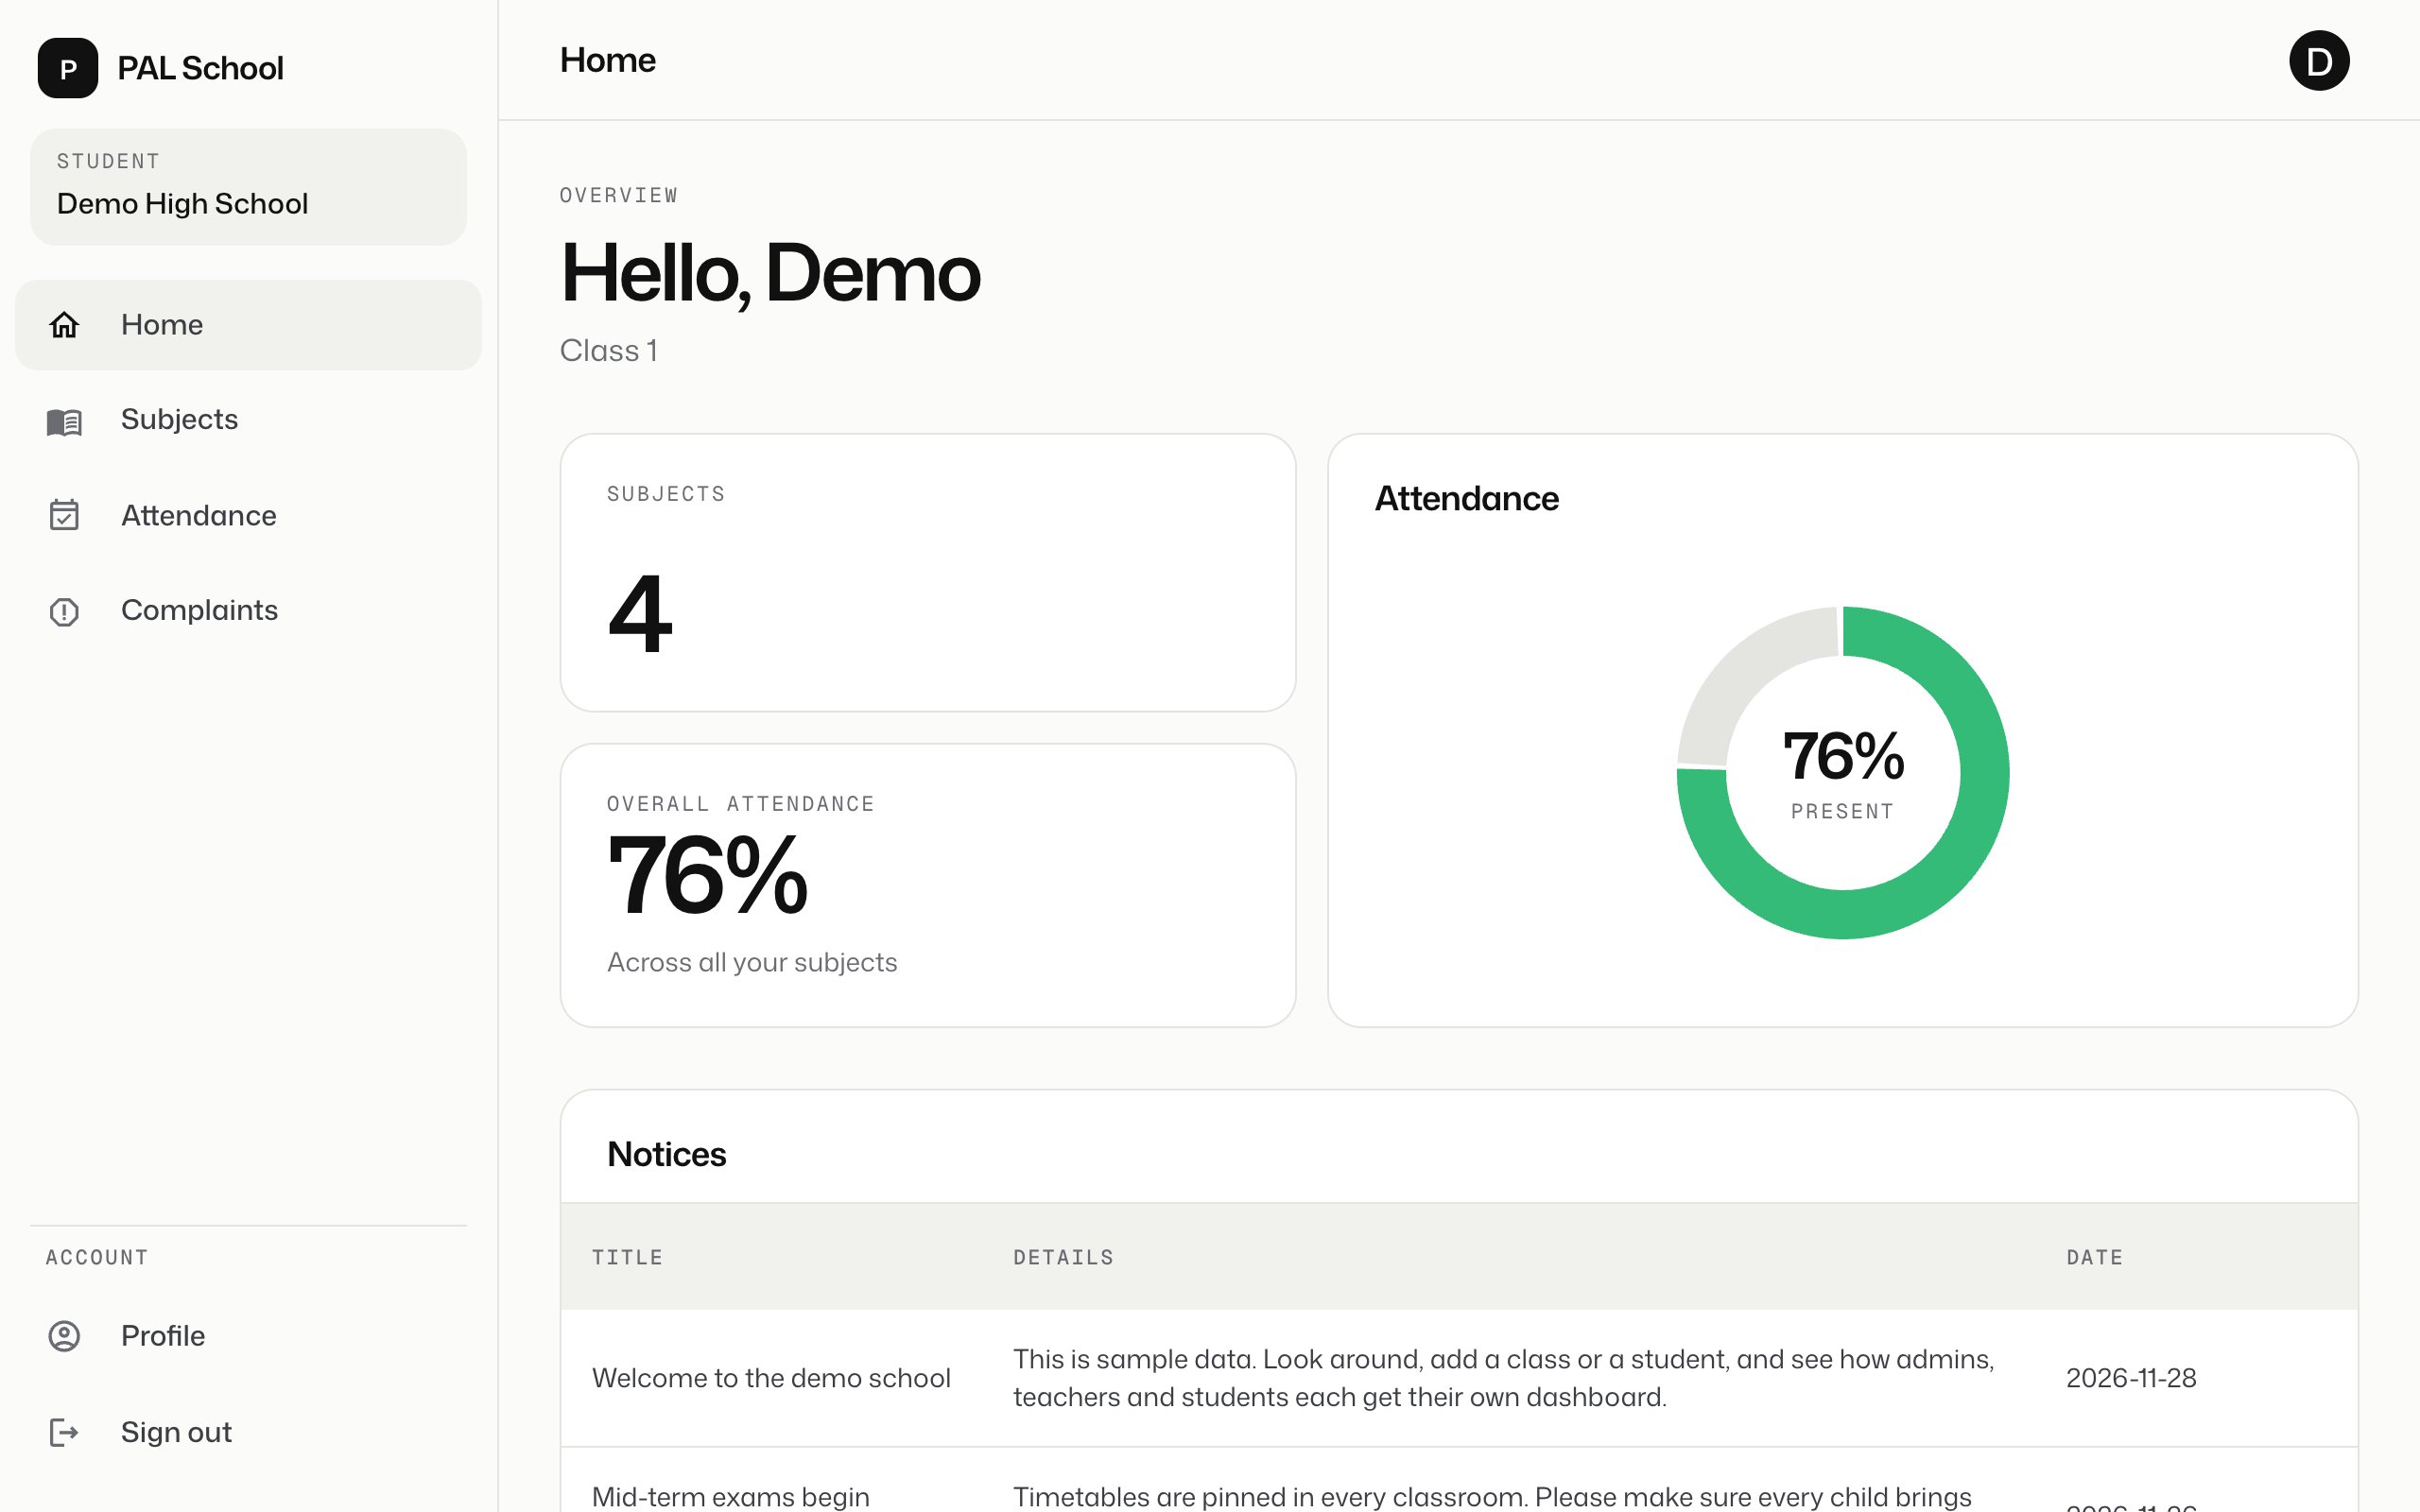 P
PAL School
STUDENT
Demo High School
Home
Subjects
Attendance
Complaints
ACCOUNT
Profile
Sign out
Home
D
OVERVIEW
Hello, Demo
Class 1
SUBJECTS
4
OVERALL ATTENDANCE
76%
Across all your subjects
Attendance
76%
PRESENT
Notices
TITLE DETAILS DATE
Welcome to the demo school
This is sample data. Look around, add a class or a student, and see how admins,
teachers and students each get their own dashboard.
2026-11-28
Mid-term exams begin
Timetables are pinned in every classroom. Please make sure every child brings